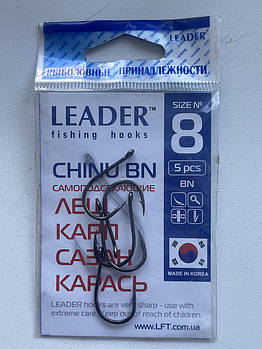 LEADER
РЫБОЛОВНЫЕ ПРИНАДЛЕЖНОСТИ
LEADER™
fishing hooks
SIZE №
8
CHINU BN
5 pcs
САМОПОДСЕКАЮЩИЕ
BN
ЛЕЩ
КАРП
САЗАН
КАРАСЬ
MADE IN KOREA
LEADER hooks are very sharp - use with
extreme care. Keep out of reach of children.
www.LFT.com.ua